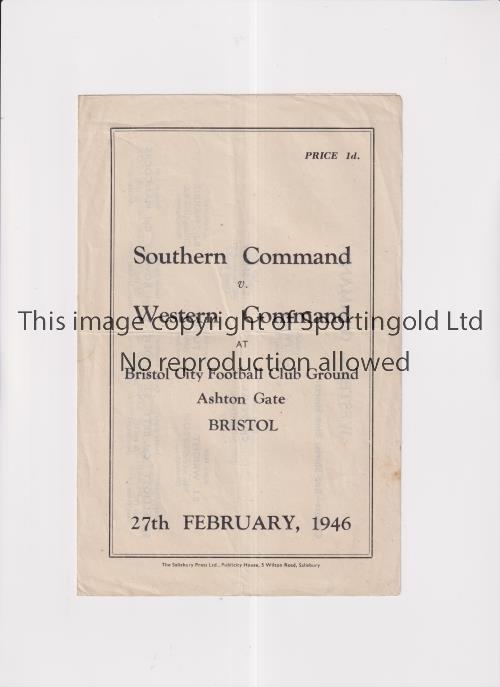 PRICE 1d.
Southern Command
v.
Western Command
This image copyright of Sportingold Ltd
AT
No reproduction allowed
Bristol City Football Club Ground
Ashton Gate
BRISTOL
27th FEBRUARY, 1946
The Salisbury Press Ltd., Publicity House, 5 Wilton Road, Salisbury